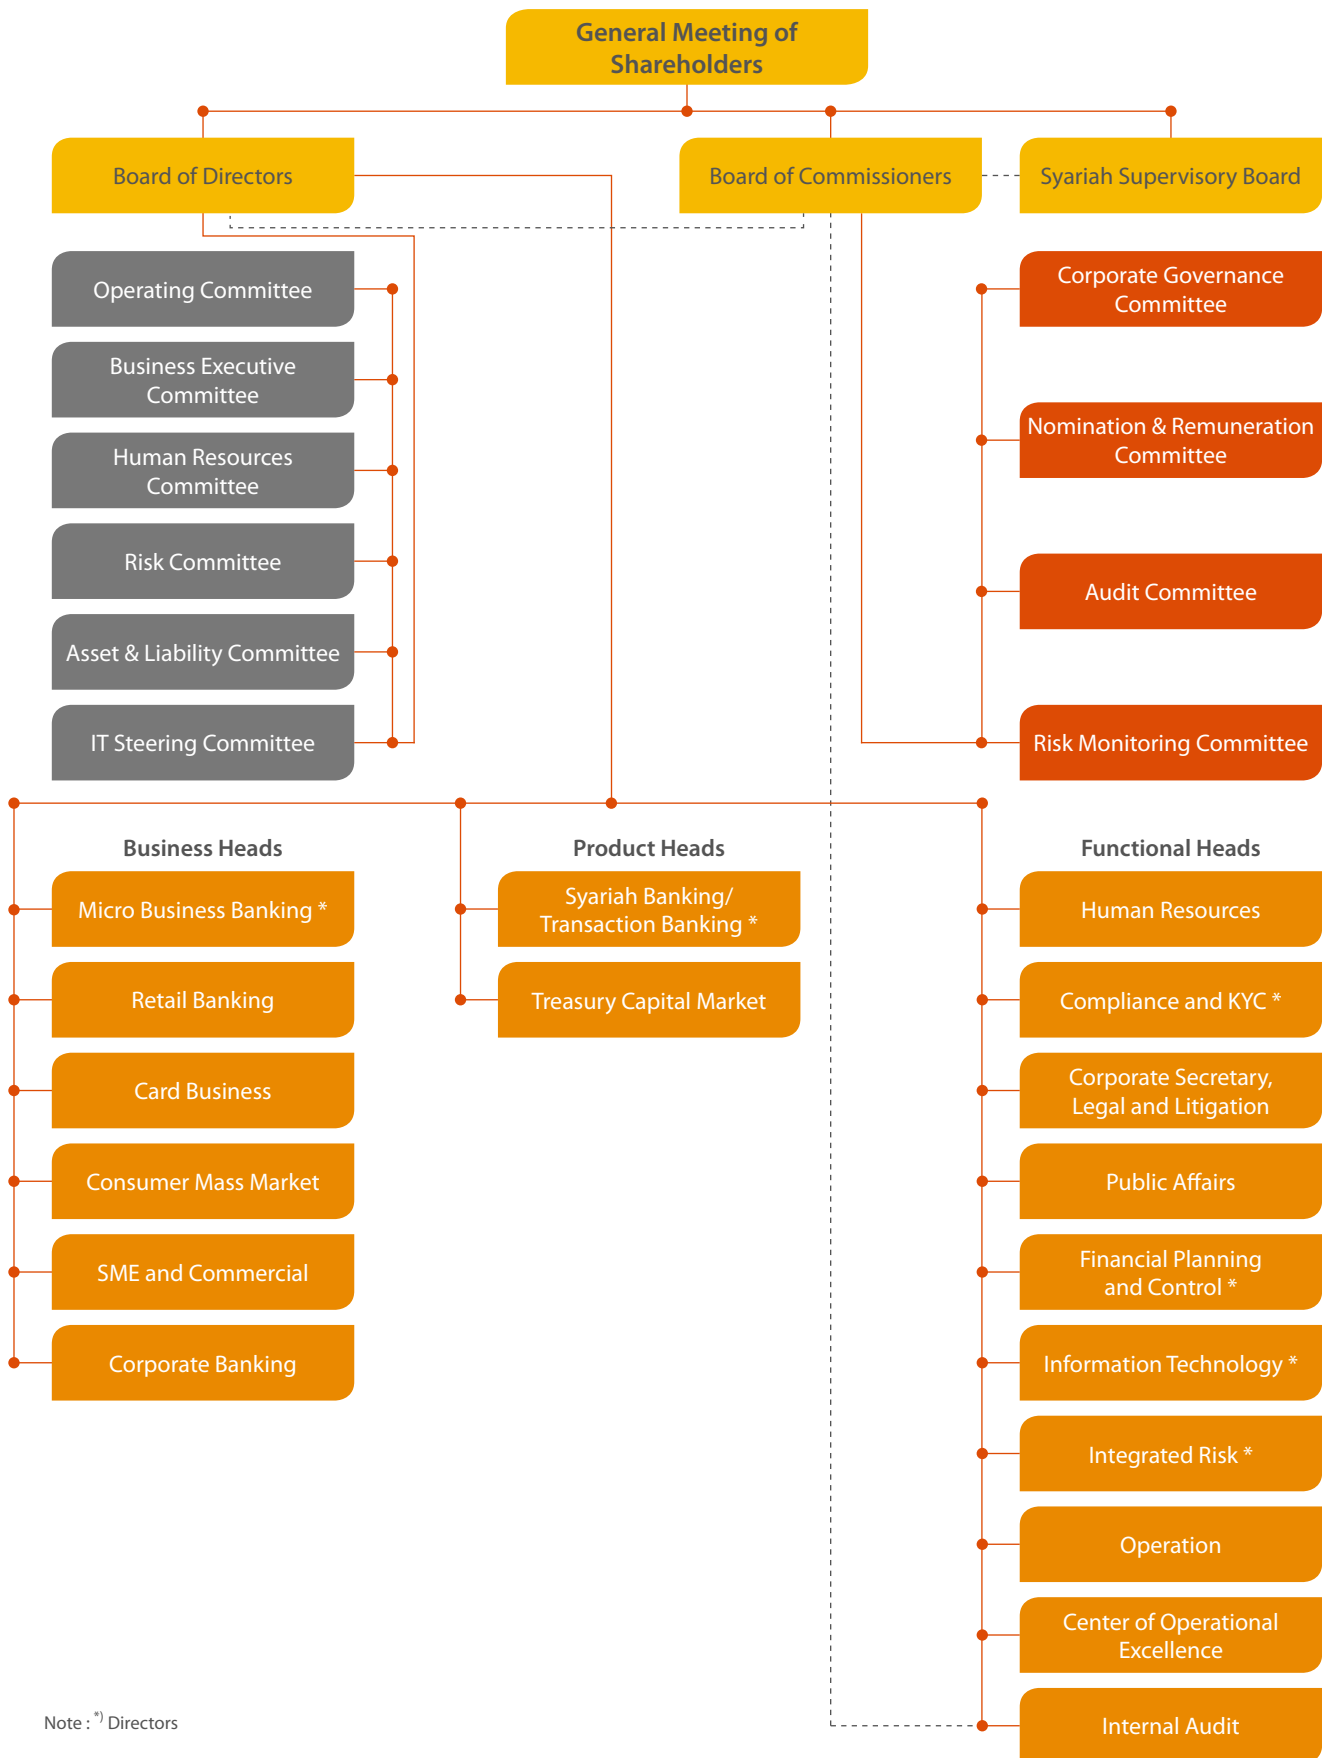 General Meeting of
Shareholders
Board of Directors
Board of Commissioners
Syariah Supervisory Board
Operating Committee
Business Executive
Committee
Human Resources
Committee
Risk Committee
Asset & Liability Committee
IT Steering Committee
Corporate Governance
Committee
Nomination & Remuneration
Committee
Audit Committee
Risk Monitoring Committee
Business Heads
Micro Business Banking *
Retail Banking
Card Business
Consumer Mass Market
SME and Commercial
Corporate Banking
Product Heads
Syariah Banking/
Transaction Banking *
Treasury Capital Market
Functional Heads
Human Resources
Compliance and KYC *
Corporate Secretary,
Legal and Litigation
Public Affairs
Financial Planning
and Control *
Information Technology *
Integrated Risk *
Operation
Center of Operational
Excellence
Internal Audit
Note : *) Directors